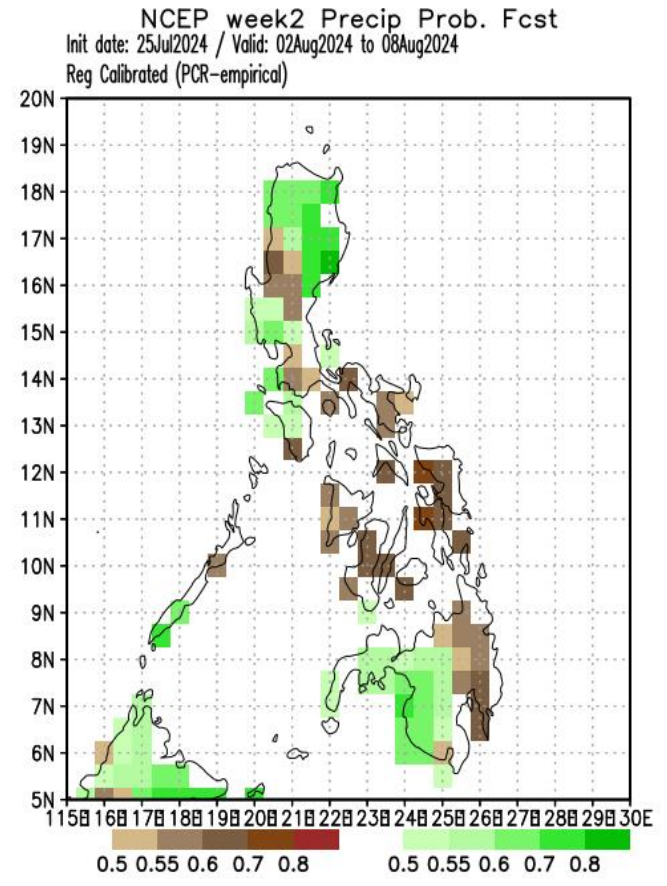 NCEP week2 Precip Prob. Fcst
Init date: 25Jul2024 / Valid: 02Aug2024 to 08Aug2024
Reg Calibrated (PCR-empirical)
20N
19N
18N
17N
16N
15N
14N
13N
12N
11N
10N
9N
8N
7N
6N
5N
115E 116E 117E 118E 119E 120E 121E 122E 123E 124E 125E 126E 127E 128E 129E 130E
0.5 0.55 0.6 0.7 0.8 0.5 0.55 0.6 0.7 0.8